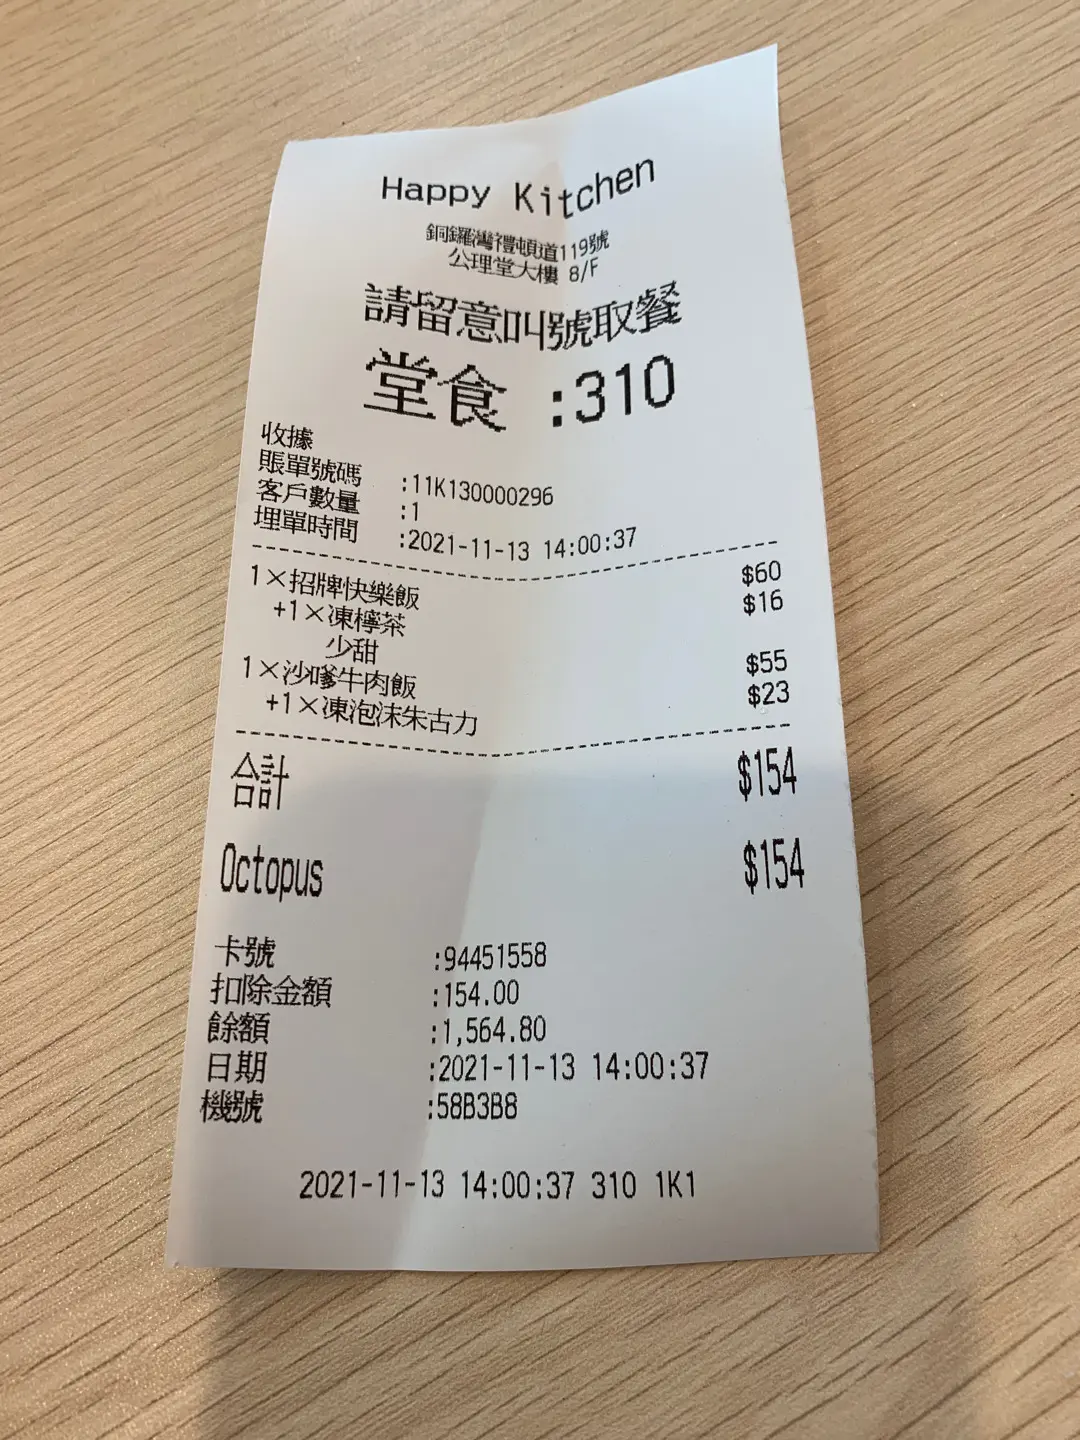 Happy Kitchen
銅鑼灣禮頓道119號
公理堂大樓 8/F
請留意叫號取餐
堂食 :310
收據
賬單號碼 :11K130000296
客戶數量 :1
埋單時間 :2021-11-13 14:00:37
1×招牌快樂飯 $60
+1×凍檸茶 $16
少甜
1×沙嗲牛肉飯 $55
+1×凍泡沫朱古力 $23
合計 $154
Octopus $154
卡號 :94451558
扣除金額 :154.00
餘額 :1,564.80
日期 :2021-11-13 14:00:37
機號 :58B3B8
2021-11-13 14:00:37 310 1K1